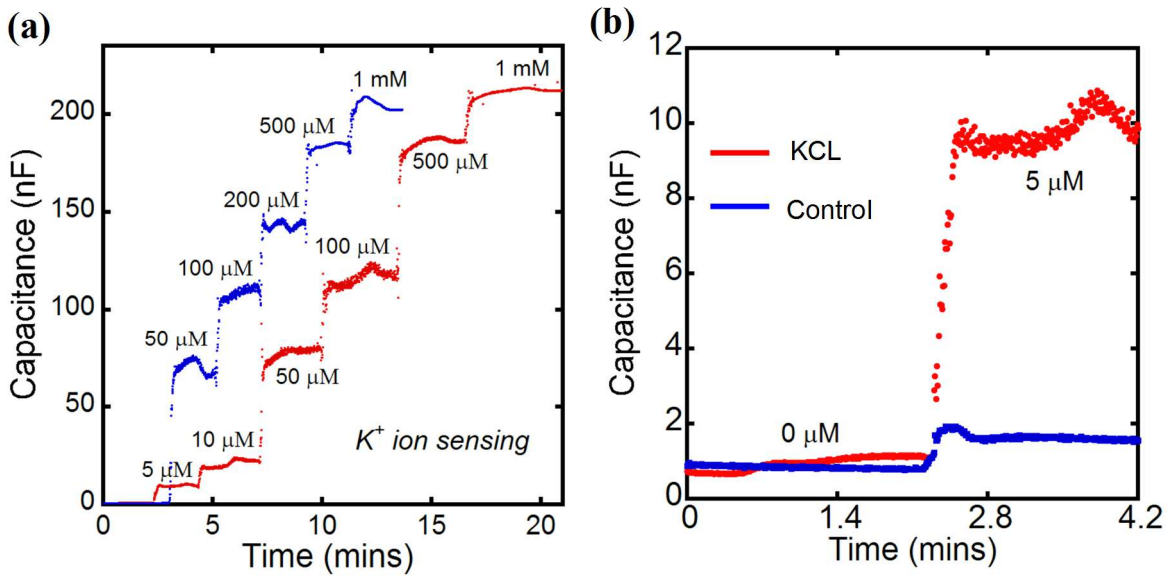 (a)
Capacitance (nF)
200
150
100
50
0
1 mM
1 mM
500 μM
500 μM
200 μM
100 μM
100 μM
50 μM
50 μM
10 μM
5 μM
K+ ion sensing
0
5
10
15
20
Time (mins)
(b)
Capacitance (nF)
12
10
8
6
4
2
0
KCL
Control
5 μM
0 μM
0
1.4
2.8
4.2
Time (mins)